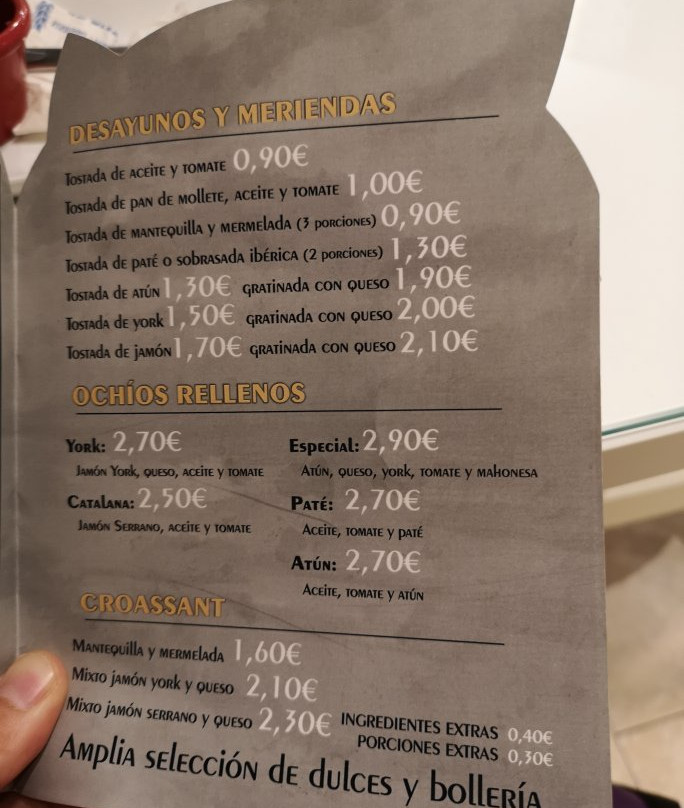 DESAYUNOS Y MERIENDAS
Tostada de aceite y tomate 0,90€
Tostada de pan de mollete, aceite y tomate 1,00€
Tostada de mantequilla y mermelada (3 porciones) 0,90€
Tostada de paté o sobrasada ibérica (2 porciones) 1,30€
Tostada de atún 1,30€ gratinada con queso 1,90€
Tostada de york 1,50€ gratinada con queso 2,00€
Tostada de jamón 1,70€ gratinada con queso 2,10€
OCHÍOS RELLENOS
York: 2,70€
Jamón York, queso, aceite y tomate
Catalana: 2,50€
Jamón Serrano, aceite y tomate
Especial: 2,90€
Atún, queso, york, tomate y mahonesa
Paté: 2,70€
Aceite, tomate y paté
Atún: 2,70€
Aceite, tomate y atún
CROASSANT
Mantequilla y mermelada 1,60€
Mixto jamón york y queso 2,10€
Mixto jamón serrano y queso 2,30€
INGREDIENTES EXTRAS 0,40€
PORCIONES EXTRAS 0,30€
Amplia selección de dulces y bollería